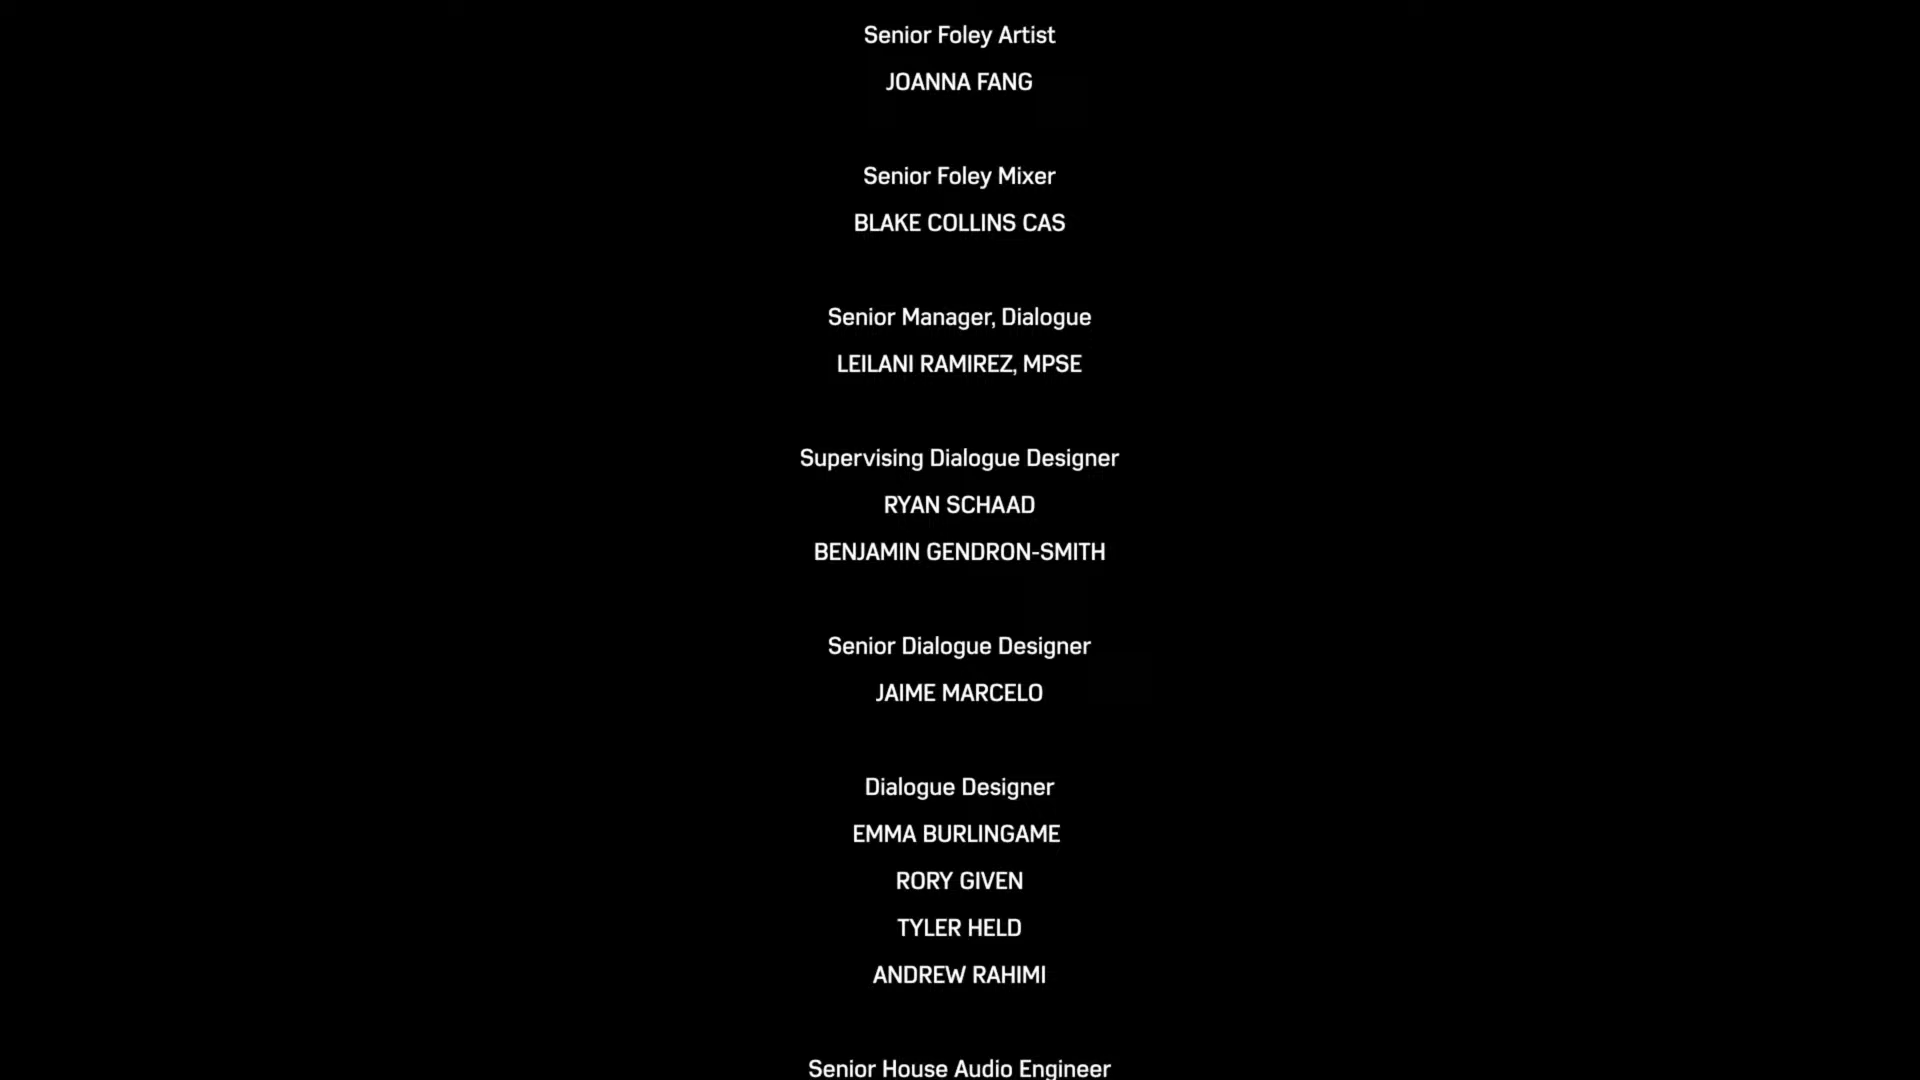 Senior Foley Artist
JOANNA FANG
Senior Foley Mixer
BLAKE COLLINS CAS
Senior Manager, Dialogue
LEILANI RAMIREZ, MPSE
Supervising Dialogue Designer
RYAN SCHAAD
BENJAMIN GENDRON-SMITH
Senior Dialogue Designer
JAIME MARCELO
Dialogue Designer
EMMA BURLINGAME
RORY GIVEN
TYLER HELD
ANDREW RAHIMI
Senior House Audio Engineer